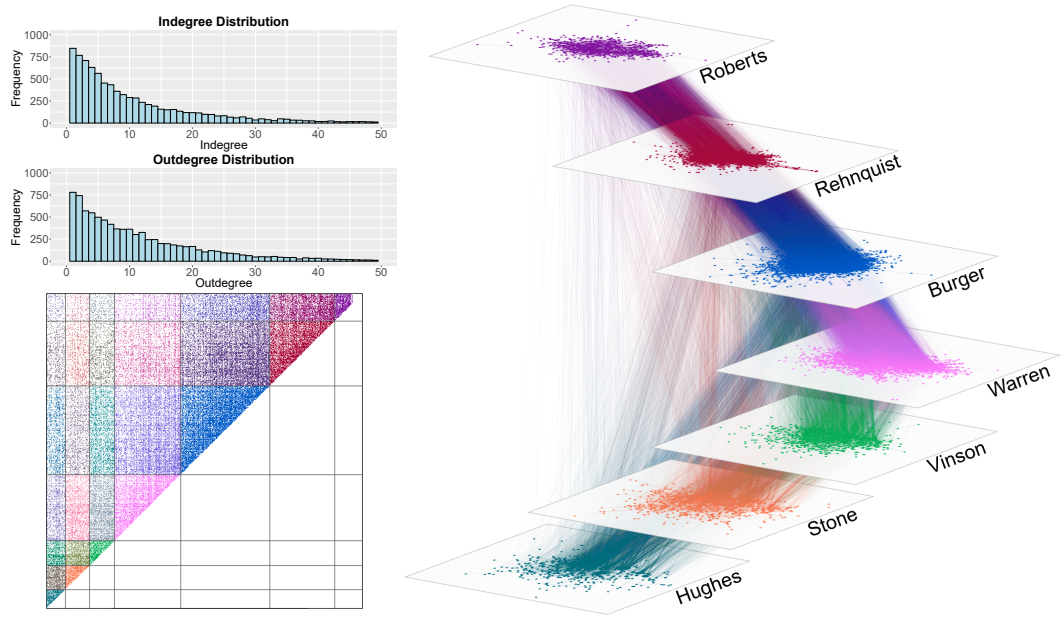 Indegree Distribution
1000
750
500
250
0
Frequency
0 10 20 30 40 50
Indegree
Outdegree Distribution
1000
750
500
250
0
Frequency
0 10 20 30 40 50
Outdegree
Roberts
Rehnquist
Burger
Warren
Vinson
Stone
Hughes